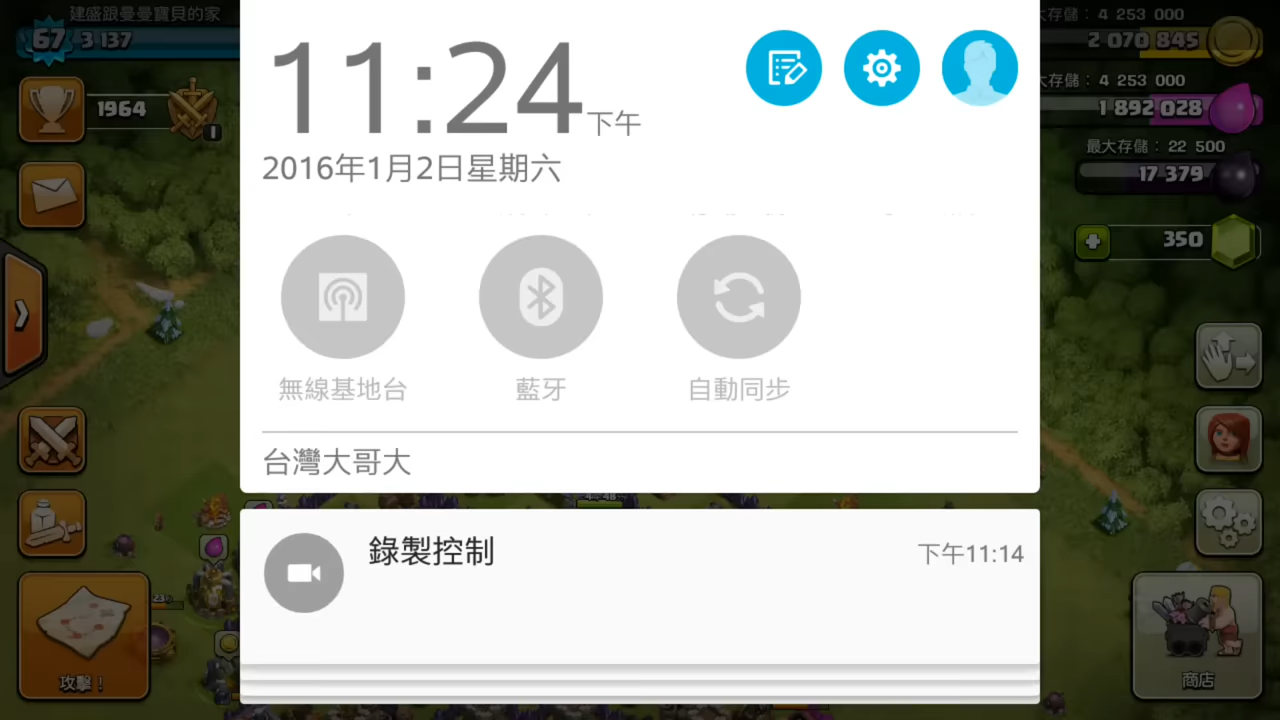 建盛跟曼曼寶貝的家
67
3 137
1964
11:24下午
2016年1月2日星期六
大存儲：4 253 000
2 070 845
大存儲：4 253 000
1 892 028
最大存儲：22 500
17 379
350
無線基地台
藍牙
自動同步
台灣大哥大
錄製控制
下午11:14
攻擊！
商店